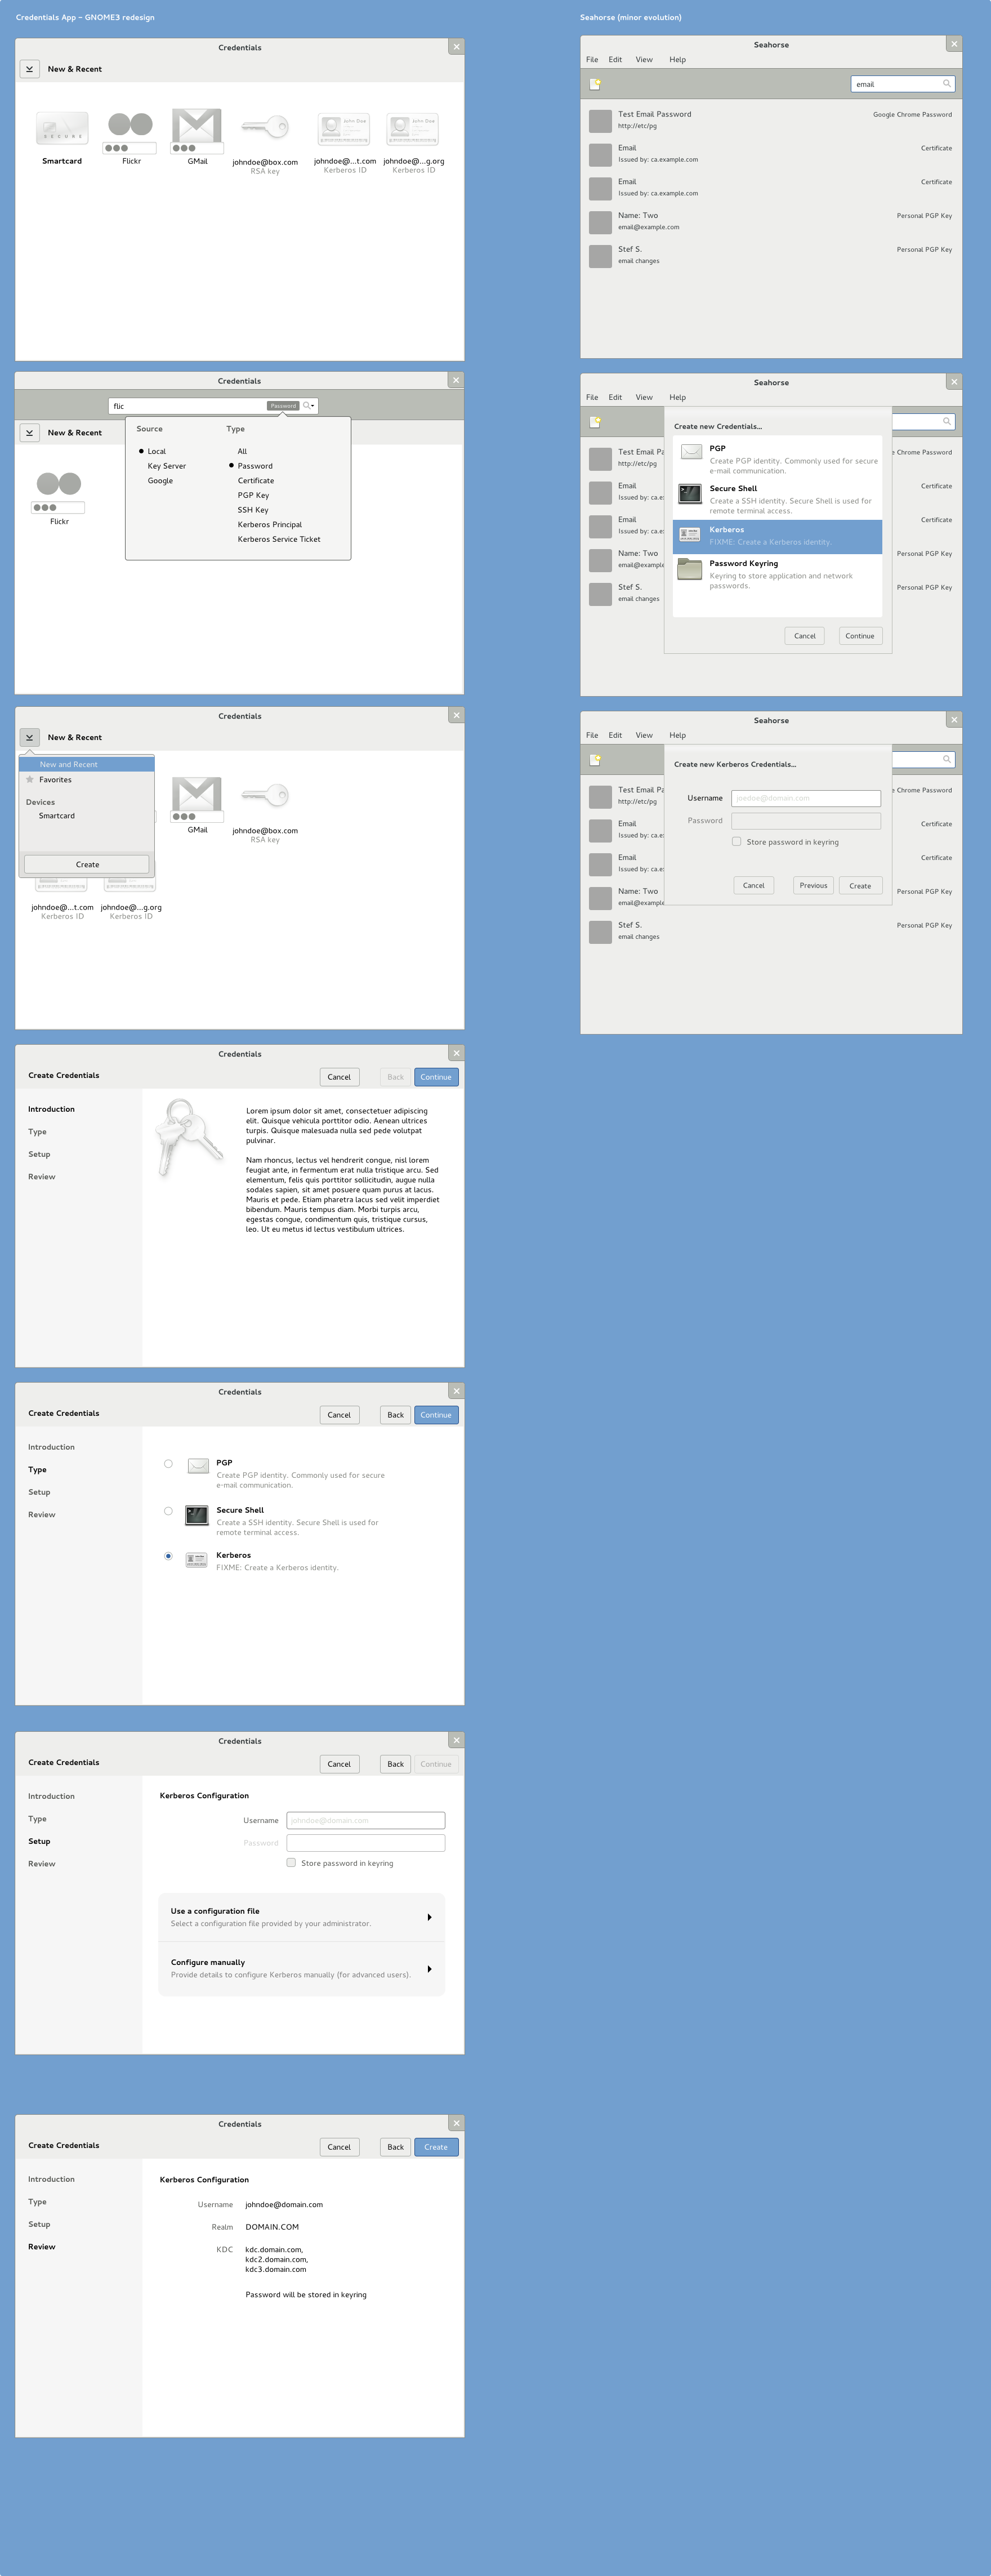 Credentials App – GNOME3 redesign
Credentials
New & Recent
SECURE
John Doe
John Doe
Smartcard
Flickr
GMail
johndoe@box.com
RSA key
johndoe@...t.com
Kerberos ID
johndoe@...g.org
Kerberos ID
Credentials
flic
Password
New & Recent
Source
Type
Local
Key Server
Google
All
Password
Certificate
PGP Key
SSH Key
Kerberos Principal
Kerberos Service Ticket
Flickr
Credentials
New & Recent
New and Recent
Favorites
Devices
Smartcard
Create
GMail
johndoe@box.com
RSA key
johndoe@...t.com
Kerberos ID
johndoe@...g.org
Kerberos ID
Credentials
Create Credentials
Cancel
Back
Continue
Introduction
Type
Setup
Review
Lorem ipsum dolor sit amet, consectetuer adipiscing
elit. Quisque vehicula porttitor odio. Aenean ultrices
turpis. Quisque malesuada nulla sed pede volutpat
pulvinar.
Nam rhoncus, lectus vel hendrerit congue, nisl lorem
feugiat ante, in fermentum erat nulla tristique arcu. Sed
elementum, felis quis porttitor sollicitudin, augue nulla
sodales sapien, sit amet posuere quam purus at lacus.
Mauris et pede. Etiam pharetra lacus sed velit imperdiet
bibendum. Mauris tempus diam. Morbi turpis arcu,
egestas congue, condimentum quis, tristique cursus,
leo. Ut eu metus id lectus vestibulum ultrices.
Credentials
Create Credentials
Cancel
Back
Continue
Introduction
Type
Setup
Review
PGP
Create PGP identity. Commonly used for secure
e-mail communication.
Secure Shell
Create a SSH identity. Secure Shell is used for
remote terminal access.
Kerberos
FIXME: Create a Kerberos identity.
Credentials
Create Credentials
Cancel
Back
Continue
Introduction
Type
Setup
Review
Kerberos Configuration
Username
johndoe@domain.com
Password
Store password in keyring
Use a configuration file
Select a configuration file provided by your administrator.
Configure manually
Provide details to configure Kerberos manually (for advanced users).
Credentials
Create Credentials
Cancel
Back
Create
Introduction
Type
Setup
Review
Kerberos Configuration
Username
johndoe@domain.com
Realm
DOMAIN.COM
KDC
kdc.domain.com,
kdc2.domain.com,
kdc3.domain.com
Password will be stored in keyring
Seahorse (minor evolution)
Seahorse
File Edit View Help
email
Test Email Password
Google Chrome Password
http://etc/pg
Email
Certificate
Issued by: ca.example.com
Email
Certificate
Issued by: ca.example.com
Name: Two
Personal PGP Key
email@example.com
Stef S.
Personal PGP Key
email changes
Seahorse
File Edit View Help
Test Email Pa
e Chrome Password
http://etc/pg
Email
Certificate
Issued by: ca.e
Email
Certificate
Issued by: ca.e
Name: Two
Personal PGP Key
email@example
Stef S.
Personal PGP Key
email changes
Create new Credentials...
PGP
Create PGP identity. Commonly used for secure
e-mail communication.
Secure Shell
Create a SSH identity. Secure Shell is used for
remote terminal access.
Kerberos
FIXME: Create a Kerberos identity.
Password Keyring
Keyring to store application and network
passwords.
Cancel
Continue
Seahorse
File Edit View Help
Test Email Pa
e Chrome Password
http://etc/pg
Email
Certificate
Issued by: ca.e
Email
Certificate
Issued by: ca.e
Name: Two
Personal PGP Key
email@example
Stef S.
Personal PGP Key
email changes
Create new Kerberos Credentials...
Username
joedoe@domain.com
Password
Store password in keyring
Cancel
Previous
Create